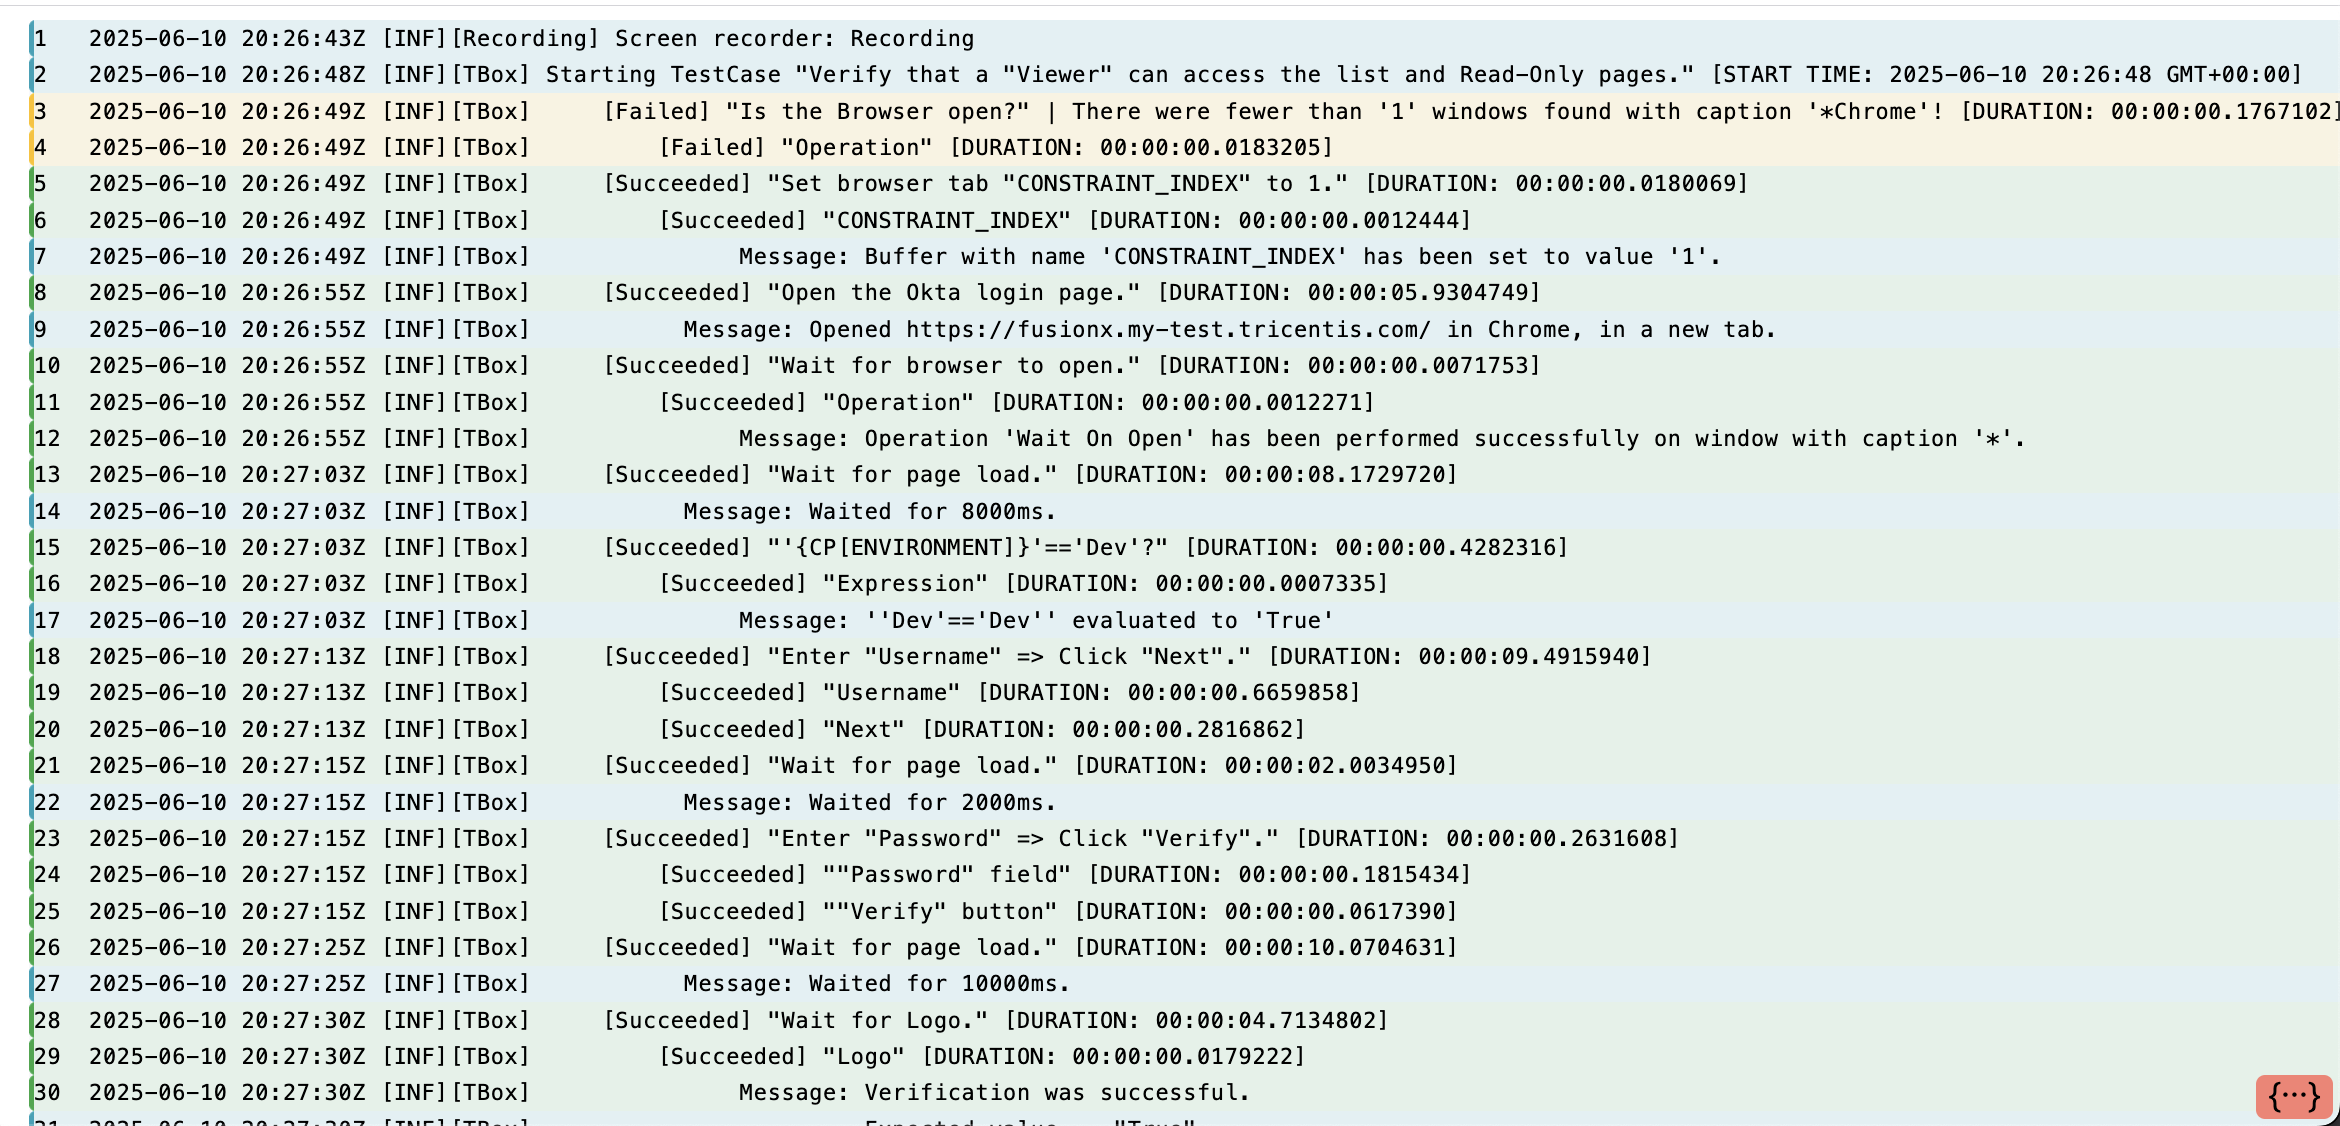 1 2025-06-10 20:26:43Z [INF][Recording] Screen recorder: Recording
2 2025-06-10 20:26:48Z [INF][TBox] Starting TestCase "Verify that a "Viewer" can access the list and Read-Only pages." [START TIME: 2025-06-10 20:26:48 GMT+00:00]
3 2025-06-10 20:26:49Z [INF][TBox] [Failed] "Is the Browser open?" | There were fewer than '1' windows found with caption '*Chrome'! [DURATION: 00:00:00.1767102]
4 2025-06-10 20:26:49Z [INF][TBox] [Failed] "Operation" [DURATION: 00:00:00.0183205]
5 2025-06-10 20:26:49Z [INF][TBox] [Succeeded] "Set browser tab "CONSTRAINT_INDEX" to 1." [DURATION: 00:00:00.0180069]
6 2025-06-10 20:26:49Z [INF][TBox] [Succeeded] "CONSTRAINT_INDEX" [DURATION: 00:00:00.0012444]
7 2025-06-10 20:26:49Z [INF][TBox] Message: Buffer with name 'CONSTRAINT_INDEX' has been set to value '1'.
8 2025-06-10 20:26:55Z [INF][TBox] [Succeeded] "Open the Okta login page." [DURATION: 00:00:05.9304749]
9 2025-06-10 20:26:55Z [INF][TBox] Message: Opened https://fusionx.my-test.tricentis.com/ in Chrome, in a new tab.
10 2025-06-10 20:26:55Z [INF][TBox] [Succeeded] "Wait for browser to open." [DURATION: 00:00:00.0071753]
11 2025-06-10 20:26:55Z [INF][TBox] [Succeeded] "Operation" [DURATION: 00:00:00.0012271]
12 2025-06-10 20:26:55Z [INF][TBox] Message: Operation 'Wait On Open' has been performed successfully on window with caption '*'.
13 2025-06-10 20:27:03Z [INF][TBox] [Succeeded] "Wait for page load." [DURATION: 00:00:08.1729720]
14 2025-06-10 20:27:03Z [INF][TBox] Message: Waited for 8000ms.
15 2025-06-10 20:27:03Z [INF][TBox] [Succeeded] "'{CP[ENVIRONMENT]}'=='Dev'?" [DURATION: 00:00:00.4282316]
16 2025-06-10 20:27:03Z [INF][TBox] [Succeeded] "Expression" [DURATION: 00:00:00.0007335]
17 2025-06-10 20:27:03Z [INF][TBox] Message: ''Dev'=='Dev'' evaluated to 'True'
18 2025-06-10 20:27:13Z [INF][TBox] [Succeeded] "Enter "Username" => Click "Next"." [DURATION: 00:00:09.4915940]
19 2025-06-10 20:27:13Z [INF][TBox] [Succeeded] "Username" [DURATION: 00:00:00.6659858]
20 2025-06-10 20:27:13Z [INF][TBox] [Succeeded] "Next" [DURATION: 00:00:00.2816862]
21 2025-06-10 20:27:15Z [INF][TBox] [Succeeded] "Wait for page load." [DURATION: 00:00:02.0034950]
22 2025-06-10 20:27:15Z [INF][TBox] Message: Waited for 2000ms.
23 2025-06-10 20:27:15Z [INF][TBox] [Succeeded] "Enter "Password" => Click "Verify"." [DURATION: 00:00:00.2631608]
24 2025-06-10 20:27:15Z [INF][TBox] [Succeeded] ""Password" field" [DURATION: 00:00:00.1815434]
25 2025-06-10 20:27:15Z [INF][TBox] [Succeeded] ""Verify" button" [DURATION: 00:00:00.0617390]
26 2025-06-10 20:27:25Z [INF][TBox] [Succeeded] "Wait for page load." [DURATION: 00:00:10.0704631]
27 2025-06-10 20:27:25Z [INF][TBox] Message: Waited for 10000ms.
28 2025-06-10 20:27:30Z [INF][TBox] [Succeeded] "Wait for Logo." [DURATION: 00:00:04.7134802]
29 2025-06-10 20:27:30Z [INF][TBox] [Succeeded] "Logo" [DURATION: 00:00:00.0179222]
30 2025-06-10 20:27:30Z [INF][TBox] Message: Verification was successful.
{···}